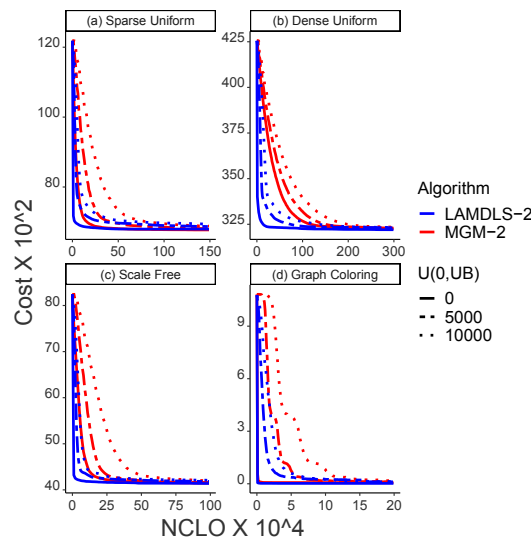 (a) Sparse Uniform
(b) Dense Uniform
120
100
80
0 50 100 150
425
400
375
350
325
0 100 200 300
(c) Scale Free
(d) Graph Coloring
80
70
60
50
40
0 25 50 75 100
9
6
3
0
0 5 10 15 20
Cost X 10^2
NCLO X 10^4
Algorithm
LAMDLS−2
MGM−2
U(0,UB)
0
5000
10000